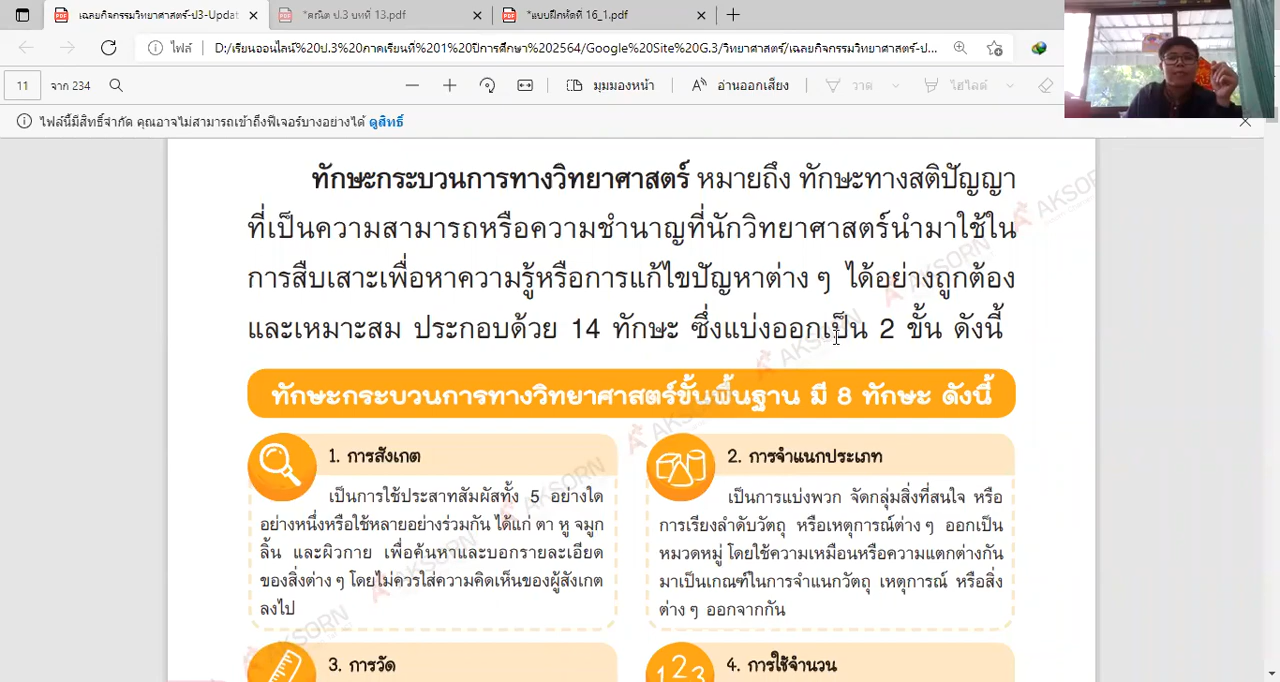 เฉลยกิจกรรมวิทยาศาสตร์-ป3-Updat
*คณิต ป.3 บทที่ 13.pdf
*แบบฝึกหัดที่ 16_1.pdf
ไฟล์
D:/เรียนออนไลน์%20ป.3%20ภาคเรียนที่%201%20ปีการศึกษา%202564/Google%20Site%20G.3/วิทยาศาสตร์/เฉลยกิจกรรมวิทยาศาสตร์-ป...
11 จาก 234
มุมมองหน้า
อ่านออกเสียง
วาด
ไฮไลต์
ไฟล์นี้มีสิทธิ์จำกัด คุณอาจไม่สามารถเข้าถึงฟีเจอร์บางอย่างได้ ดูสิทธิ์
ทักษะกระบวนการทางวิทยาศาสตร์ หมายถึง ทักษะทางสติปัญญา
ที่เป็นความสามารถหรือความชำนาญที่นักวิทยาศาสตร์นำมาใช้ใน
การสืบเสาะเพื่อหาความรู้หรือการแก้ไขปัญหาต่าง ๆ ได้อย่างถูกต้อง
และเหมาะสม ประกอบด้วย 14 ทักษะ ซึ่งแบ่งออกเป็น 2 ขั้น ดังนี้
ทักษะกระบวนการทางวิทยาศาสตร์ขั้นพื้นฐาน มี 8 ทักษะ ดังนี้
1. การสังเกต
เป็นการใช้ประสาทสัมผัสทั้ง 5 อย่างใด
อย่างหนึ่งหรือใช้หลายอย่างร่วมกัน ได้แก่ ตา หู จมูก
ลิ้น และผิวกาย เพื่อค้นหาและบอกรายละเอียด
ของสิ่งต่าง ๆ โดยไม่ควรใส่ความคิดเห็นของผู้สังเกต
ลงไป
2. การจำแนกประเภท
เป็นการแบ่งพวก จัดกลุ่มสิ่งที่สนใจ หรือ
การเรียงลำดับวัตถุ หรือเหตุการณ์ต่าง ๆ ออกเป็น
หมวดหมู่ โดยใช้ความเหมือนหรือความแตกต่างกัน
มาเป็นเกณฑ์ในการจำแนกวัตถุ เหตุการณ์ หรือสิ่ง
ต่าง ๆ ออกจากกัน
3. การวัด
4. การใช้จำนวน
123
AKSORN
AKSORN
AKSORN
AKSORN
AKSORN
AKSORN
AKSORN